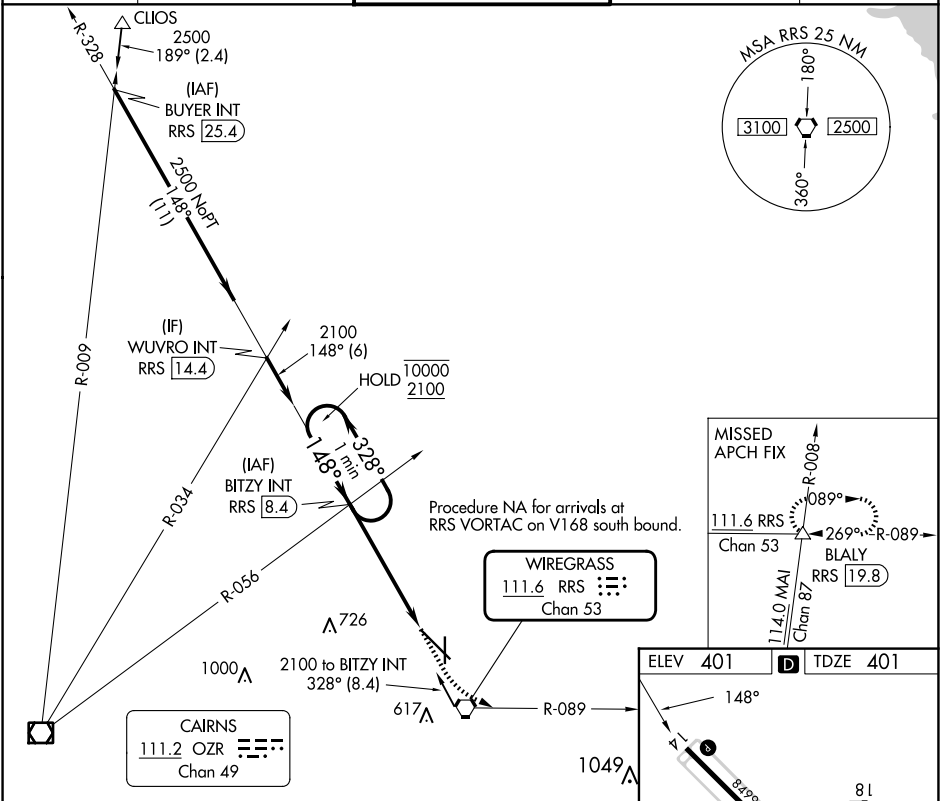 CLIOS
2500
189° (2.4)
R-328
(IAF)
BUYER INT
RRS 25.4
2500 NoPT
148°
(11)
MSA RRS 25 NM
180°
3100
2500
360°
R-009
(IF)
WUVRO INT
RRS 14.4
2100
148° (6)
HOLD 10000
2100
148°
1 min
328°
(IAF)
BITZY INT
RRS 8.4
R-034
R-056
Procedure NA for arrivals at
RRS VORTAC on V168 south bound.
WIREGRASS
111.6 RRS
Chan 53
MISSED
APCH FIX
R-008
089°
111.6 RRS
Chan 53
269°
R-089
BLALY
RRS 19.8
114.0 MAI
Chan 87
726
1000
2100 to BITZY INT
328° (8.4)
617
R-089
CAIRNS
111.2 OZR
Chan 49
1049
ELEV 401
D
TDZE 401
148°
14
P
849
18